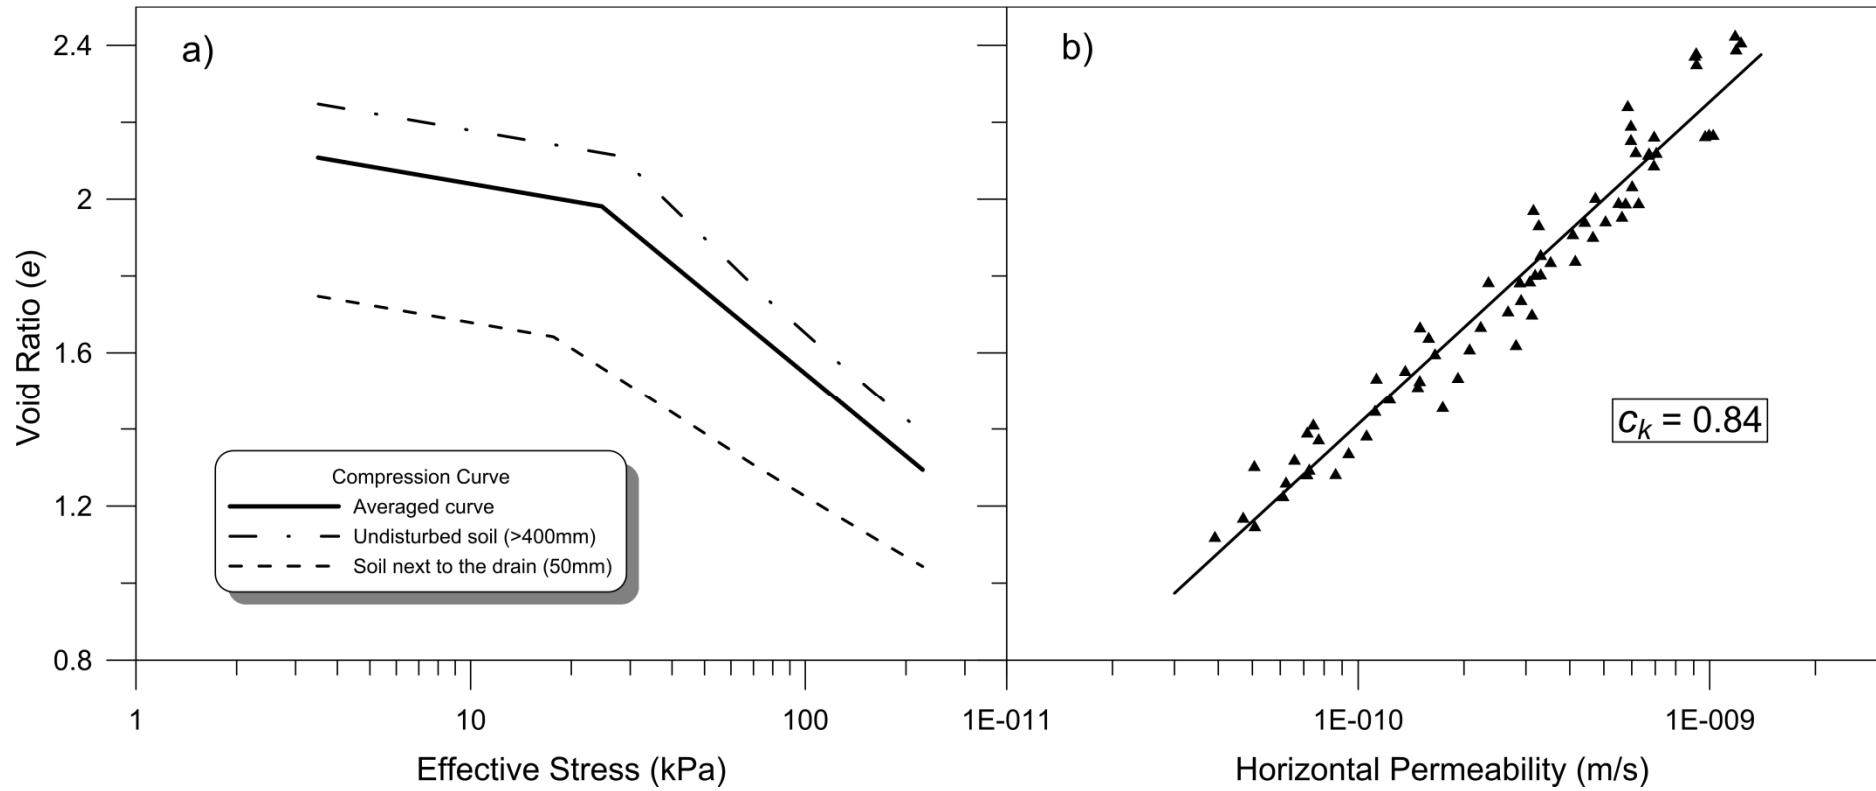 a)
b)
2.4
2
1.6
1.2
0.8
Void Ratio (e)
Compression Curve
Averaged curve
Undisturbed soil (>400mm)
Soil next to the drain (50mm)
ck = 0.84
1
10
100
1E-011
1E-010
1E-009
Effective Stress (kPa)
Horizontal Permeability (m/s)